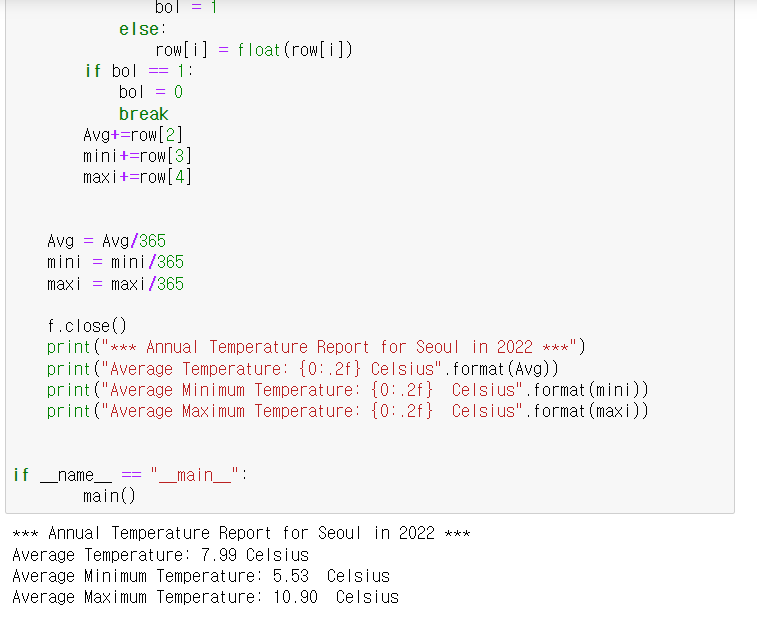 bol = 1
else:
row[i] = float(row[i])
if bol == 1:
bol = 0
break
Avg+=row[2]
mini+=row[3]
maxi+=row[4]
Avg = Avg/365
mini = mini/365
maxi = maxi/365
f.close()
print("*** Annual Temperature Report for Seoul in 2022 ***")
print("Average Temperature: {0:.2f} Celsius".format(Avg))
print("Average Minimum Temperature: {0:.2f}  Celsius".format(mini))
print("Average Maximum Temperature: {0:.2f}  Celsius".format(maxi))
if __name__ == "__main__":
main()
*** Annual Temperature Report for Seoul in 2022 ***
Average Temperature: 7.99 Celsius
Average Minimum Temperature: 5.53  Celsius
Average Maximum Temperature: 10.90  Celsius